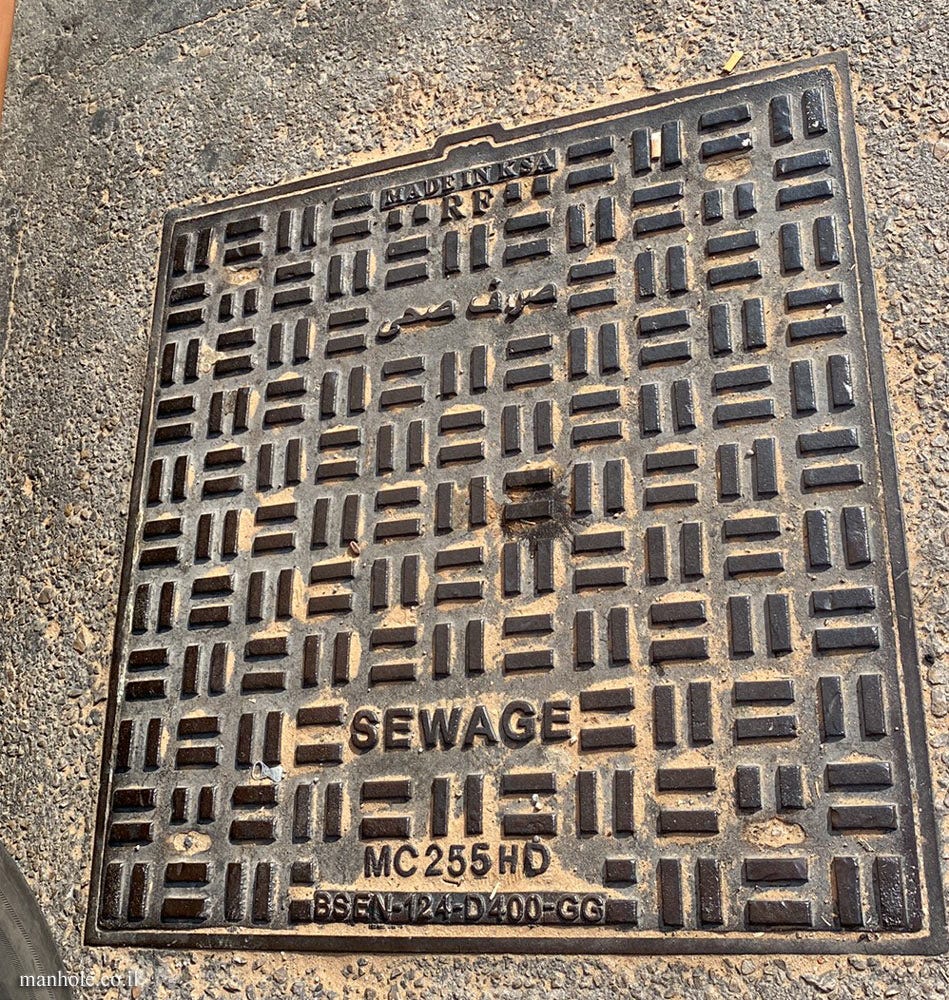 MADE IN KSA
RF
صرف صحي
SEWAGE
MC255HD
BSEN-124-D400-GG
manhole.co.il